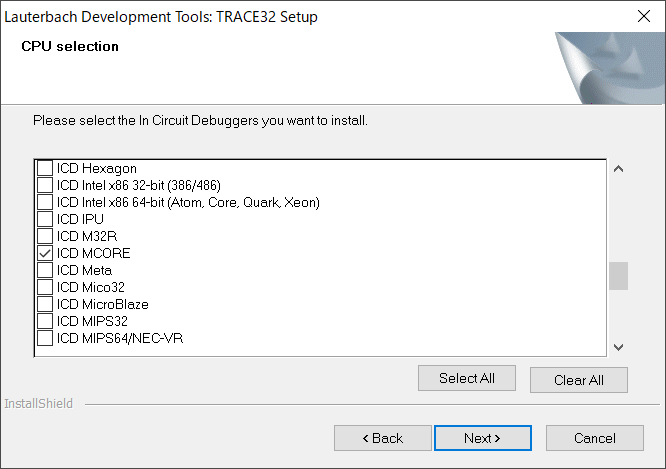 Lauterbach Development Tools: TRACE32 Setup
CPU selection
Please select the In Circuit Debuggers you want to install.
ICD Hexagon
ICD Intel x86 32-bit (386/486)
ICD Intel x86 64-bit (Atom, Core, Quark, Xeon)
ICD IPU
ICD M32R
ICD MCORE
ICD Meta
ICD Mico32
ICD MicroBlaze
ICD MIPS32
ICD MIPS64/NEC-VR
Select All
Clear All
InstallShield
< Back
Next >
Cancel